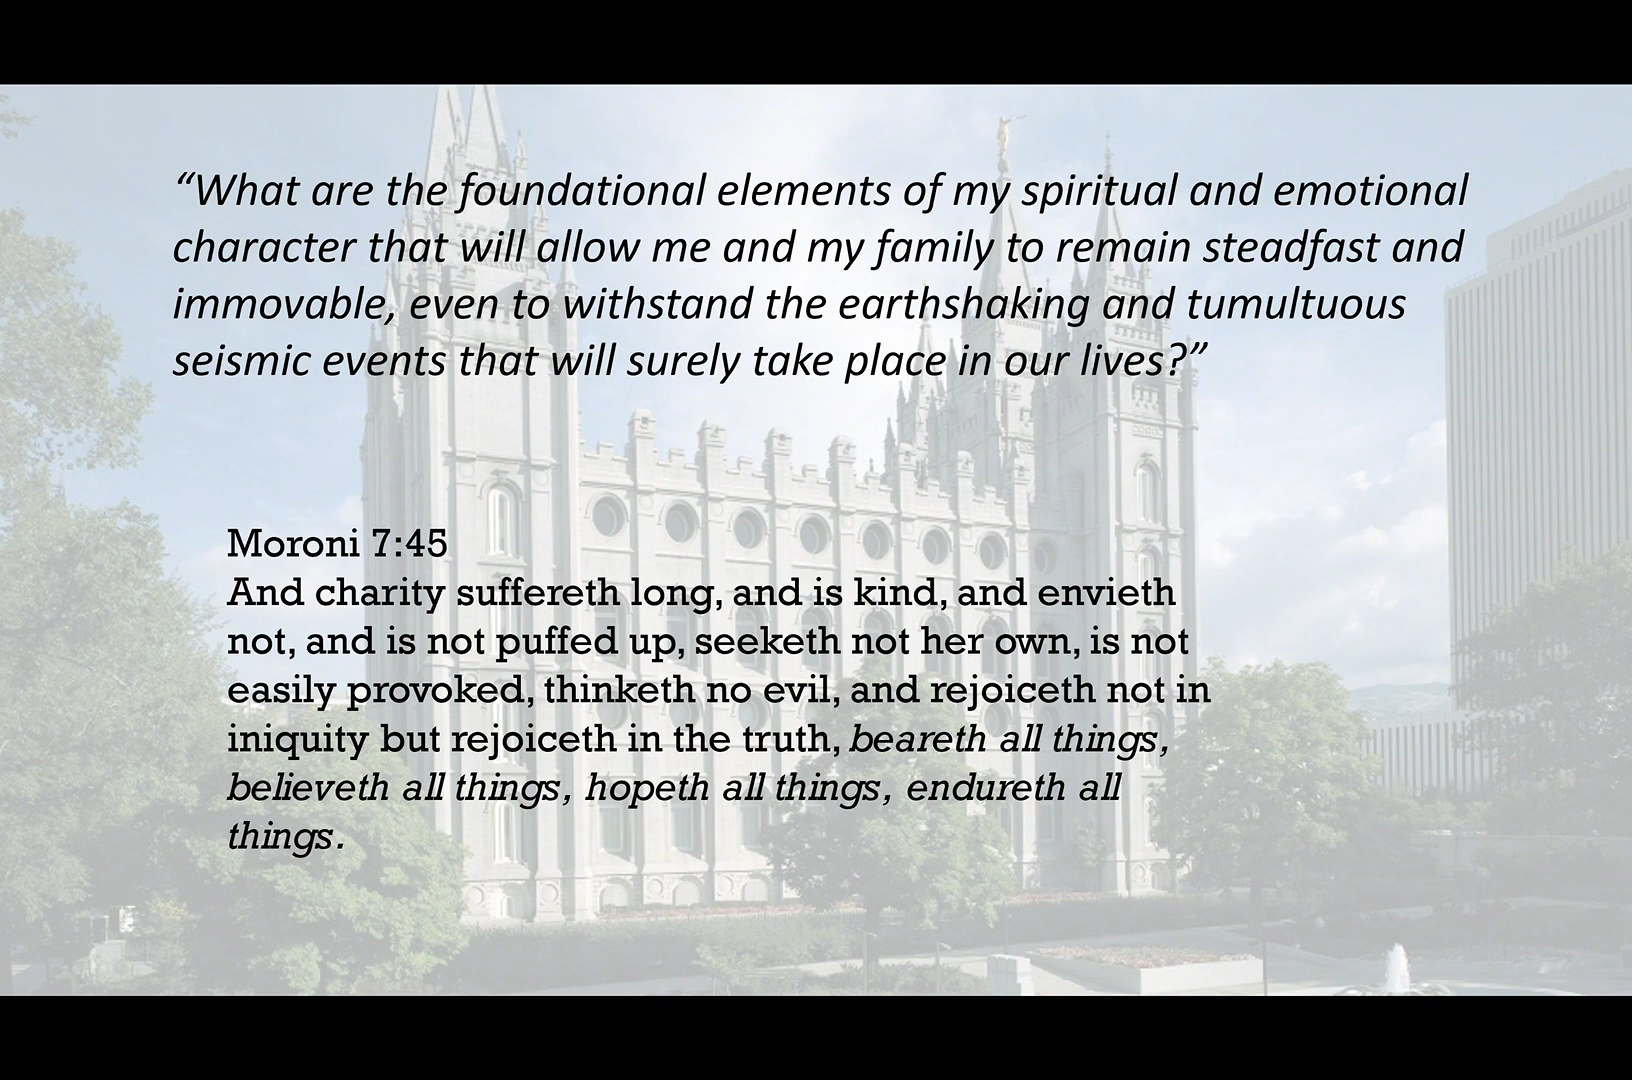 “What are the foundational elements of my spiritual and emotional
character that will allow me and my family to remain steadfast and
immovable, even to withstand the earthshaking and tumultuous
seismic events that will surely take place in our lives?”
Moroni 7:45
And charity suffereth long, and is kind, and envieth
not, and is not puffed up, seeketh not her own, is not
easily provoked, thinketh no evil, and rejoiceth not in
iniquity but rejoiceth in the truth, beareth all things,
believeth all things, hopeth all things, endureth all
things.